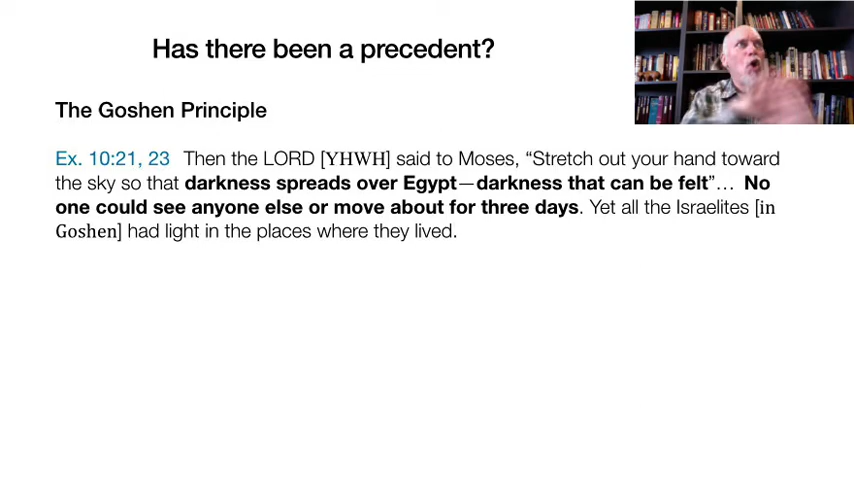 Has there been a precedent?
The Goshen Principle
Ex. 10:21, 23 Then the LORD [YHWH] said to Moses, “Stretch out your hand toward
the sky so that darkness spreads over Egypt—darkness that can be felt”… No
one could see anyone else or move about for three days. Yet all the Israelites [in
Goshen] had light in the places where they lived.